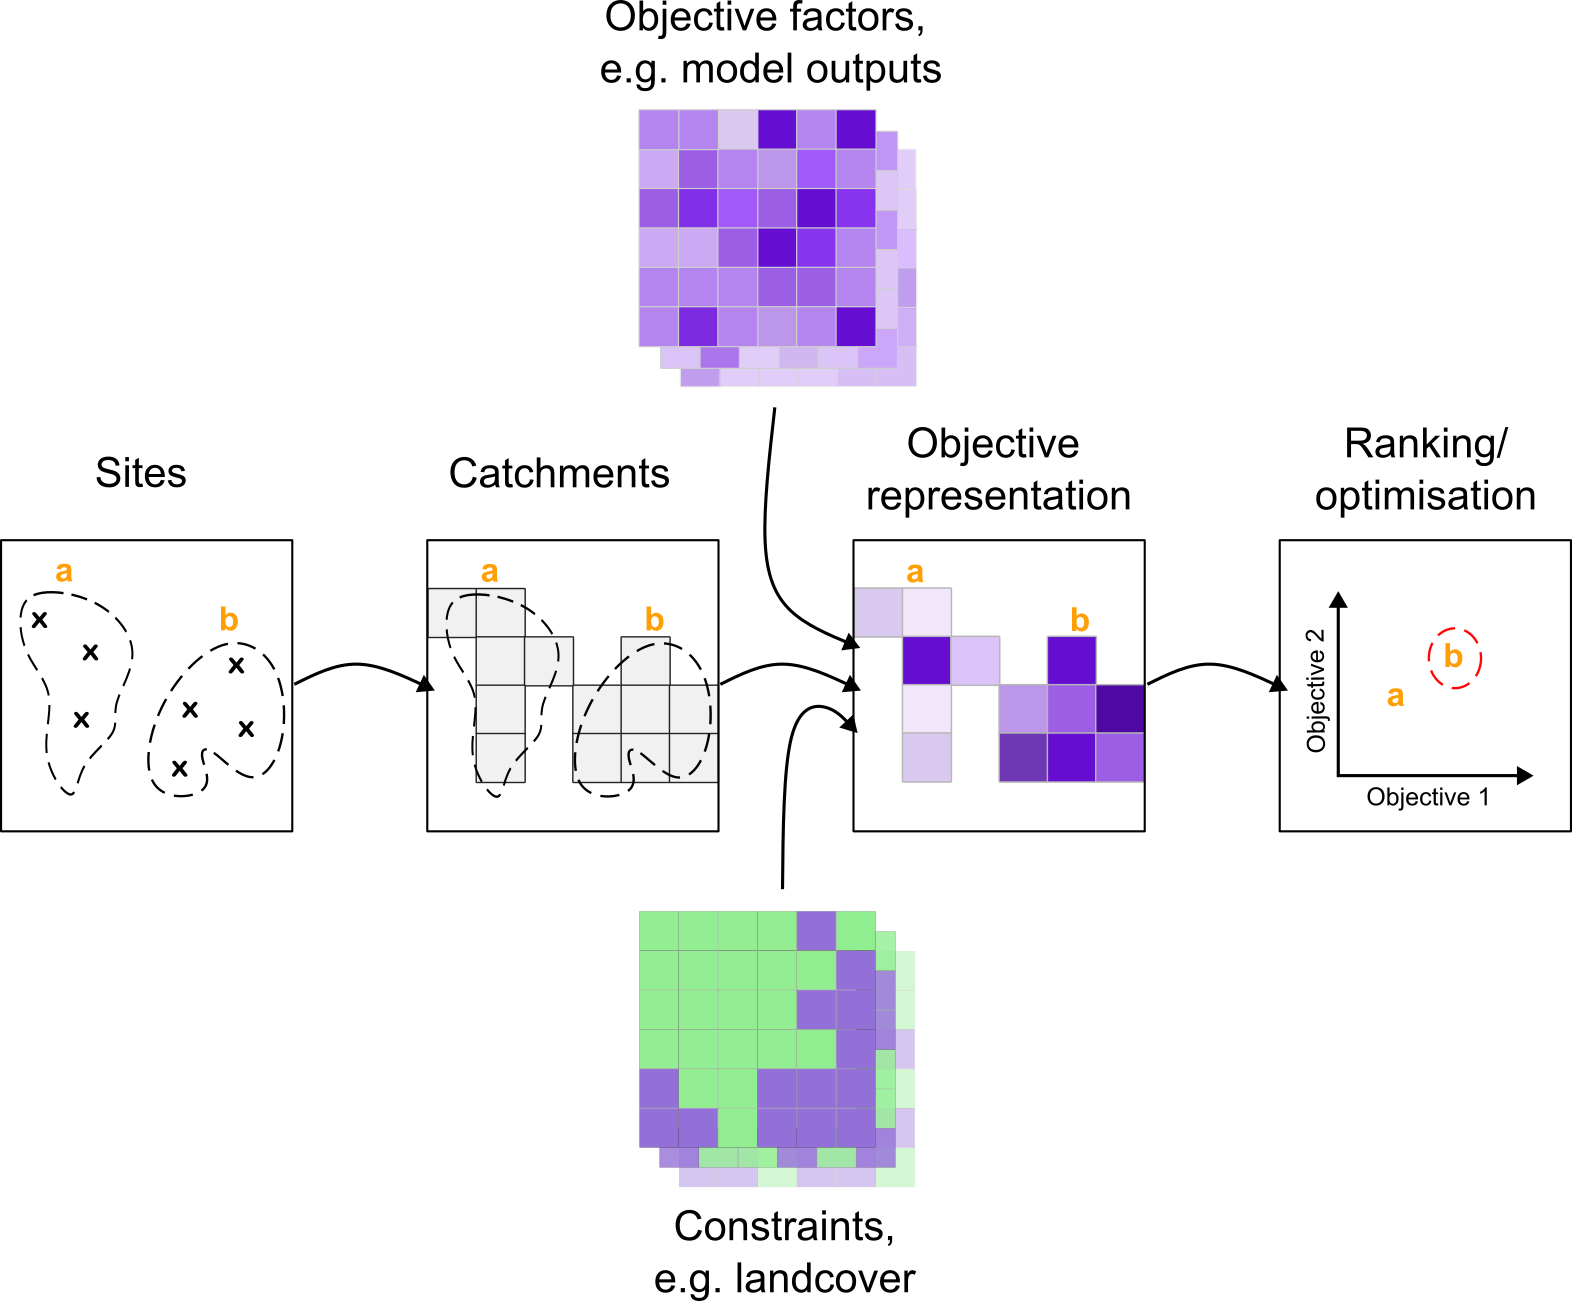 Objective factors,
e.g. model outputs
Sites
Catchments
Objective
representation
Ranking/
optimisation
a
b
a
b
a
b
Objective 2
a
b
Objective 1
Constraints,
e.g. landcover